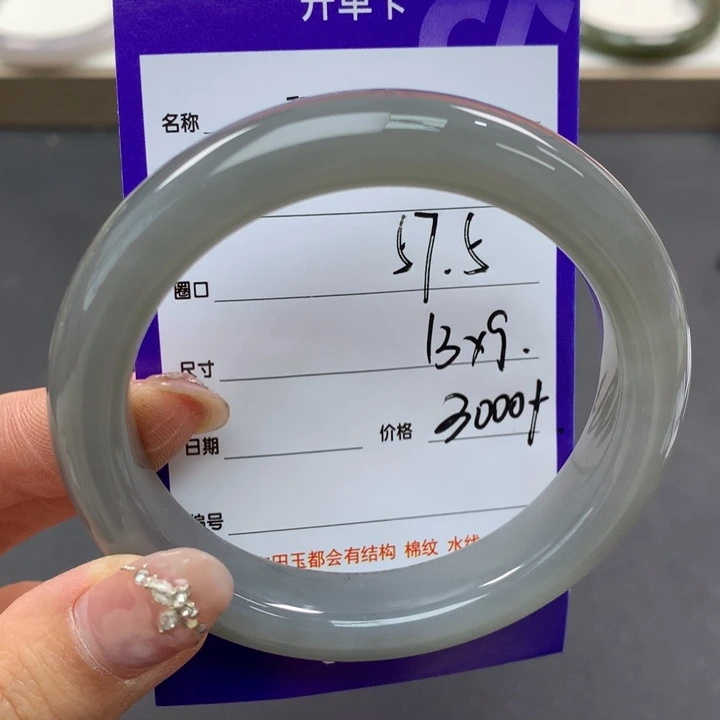 开单卡
名称
57.5
圈口
13x9.
尺寸
日期 价格 3000+
编号
田玉都会有结构 棉纹 水线